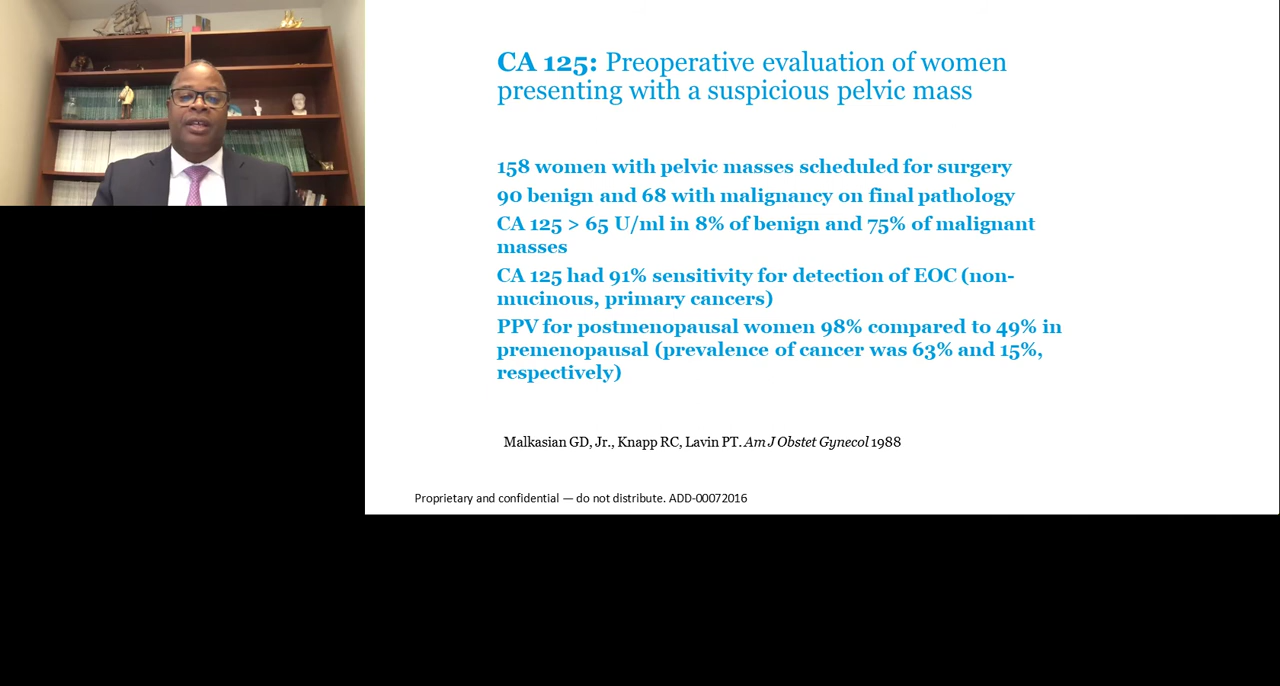 CA 125: Preoperative evaluation of women
presenting with a suspicious pelvic mass
158 women with pelvic masses scheduled for surgery
90 benign and 68 with malignancy on final pathology
CA 125 > 65 U/ml in 8% of benign and 75% of malignant
masses
CA 125 had 91% sensitivity for detection of EOC (non-
mucinous, primary cancers)
PPV for postmenopausal women 98% compared to 49% in
premenopausal (prevalence of cancer was 63% and 15%,
respectively)
Malkasian GD, Jr., Knapp RC, Lavin PT. Am J Obstet Gynecol 1988
Proprietary and confidential — do not distribute. ADD-00072016